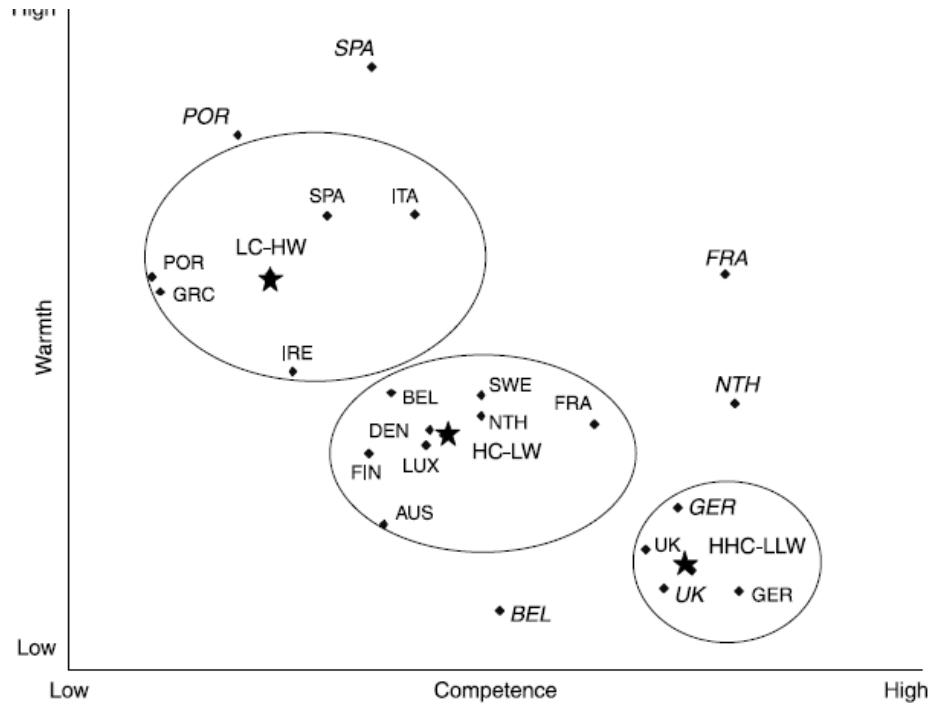 High
SPA
POR
SPA ITA
LC-HW
FRA
POR
GRC
Warmth
IRE
NTH
BEL SWE FRA
NTH
DEN
HC-LW
LUX
FIN
AUS
GER
UK HHC-LLW
UK GER
BEL
Low
Low Competence High